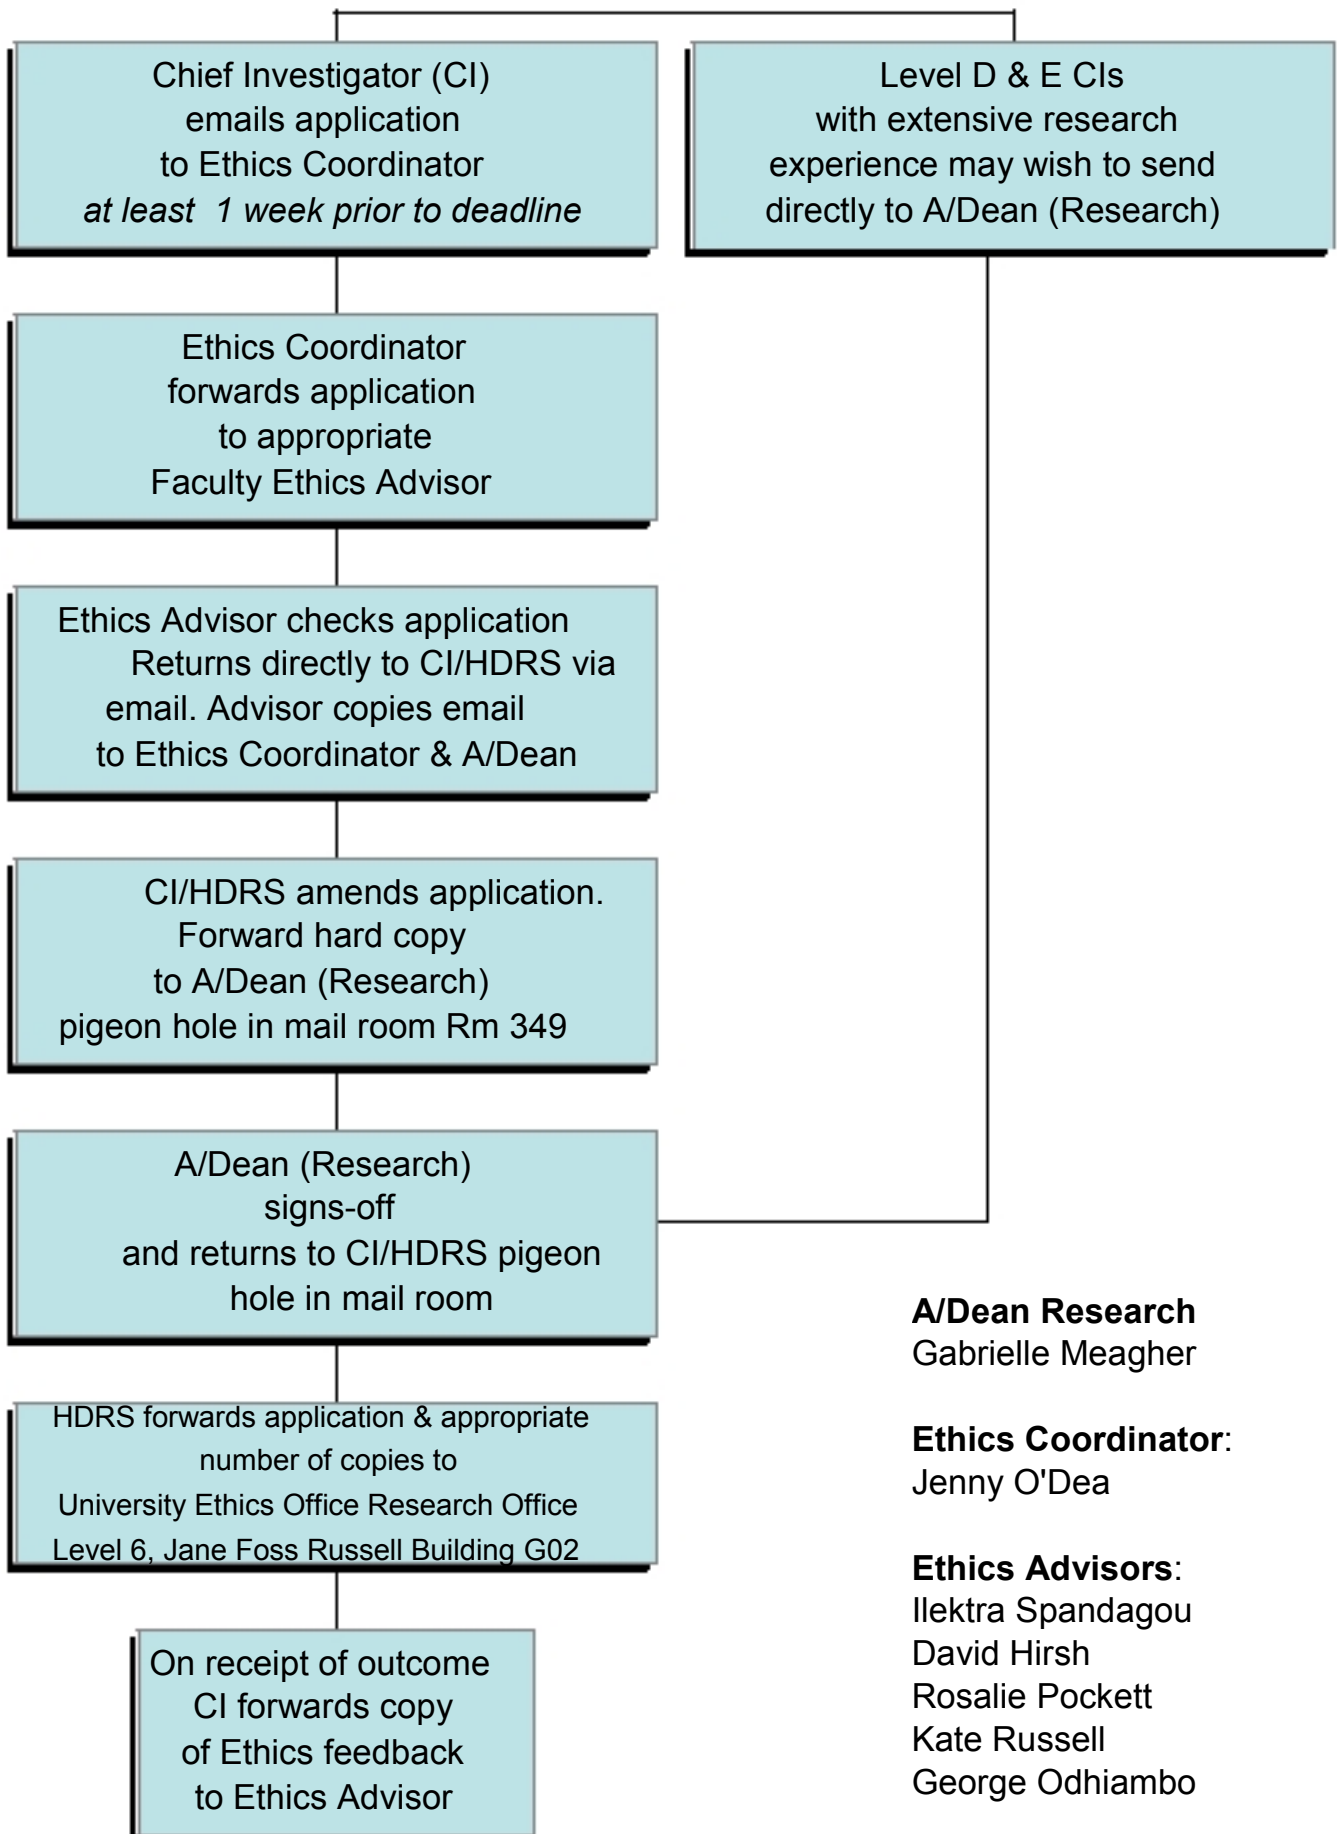 Chief Investigator (CI)
emails application
to Ethics Coordinator
at least 1 week prior to deadline
Level D & E CIs
with extensive research
experience may wish to send
directly to A/Dean (Research)
Ethics Coordinator
forwards application
to appropriate
Faculty Ethics Advisor
Ethics Advisor checks application
Returns directly to CI/HDRS via
email. Advisor copies email
to Ethics Coordinator & A/Dean
CI/HDRS amends application.
Forward hard copy
to A/Dean (Research)
pigeon hole in mail room Rm 349
A/Dean (Research)
signs-off
and returns to CI/HDRS pigeon
hole in mail room
HDRS forwards application & appropriate
number of copies to
University Ethics Office Research Office
Level 6, Jane Foss Russell Building G02
On receipt of outcome
CI forwards copy
of Ethics feedback
to Ethics Advisor
A/Dean Research
Gabrielle Meagher
Ethics Coordinator:
Jenny O'Dea
Ethics Advisors:
Ilektra Spandagou
David Hirsh
Rosalie Pockett
Kate Russell
George Odhiambo